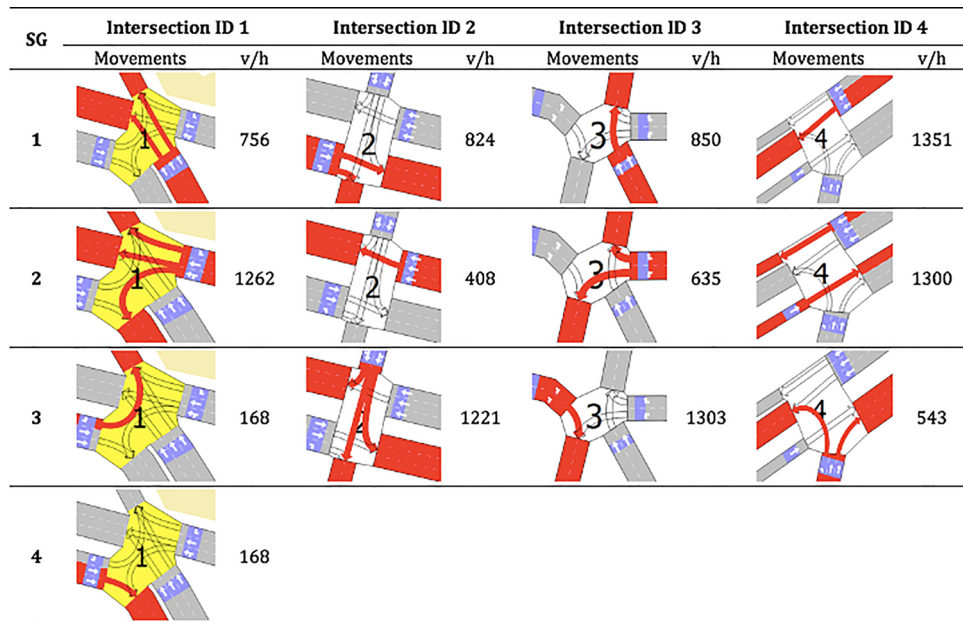 SG Intersection ID 1 Intersection ID 2 Intersection ID 3 Intersection ID 4
Movements v/h Movements v/h Movements v/h Movements v/h
1 1 756 2 824 3 850 4 1351
2 1 1262 2 408 3 635 4 1300
3 1 168 2 1221 3 1303 4 543
4 1 168